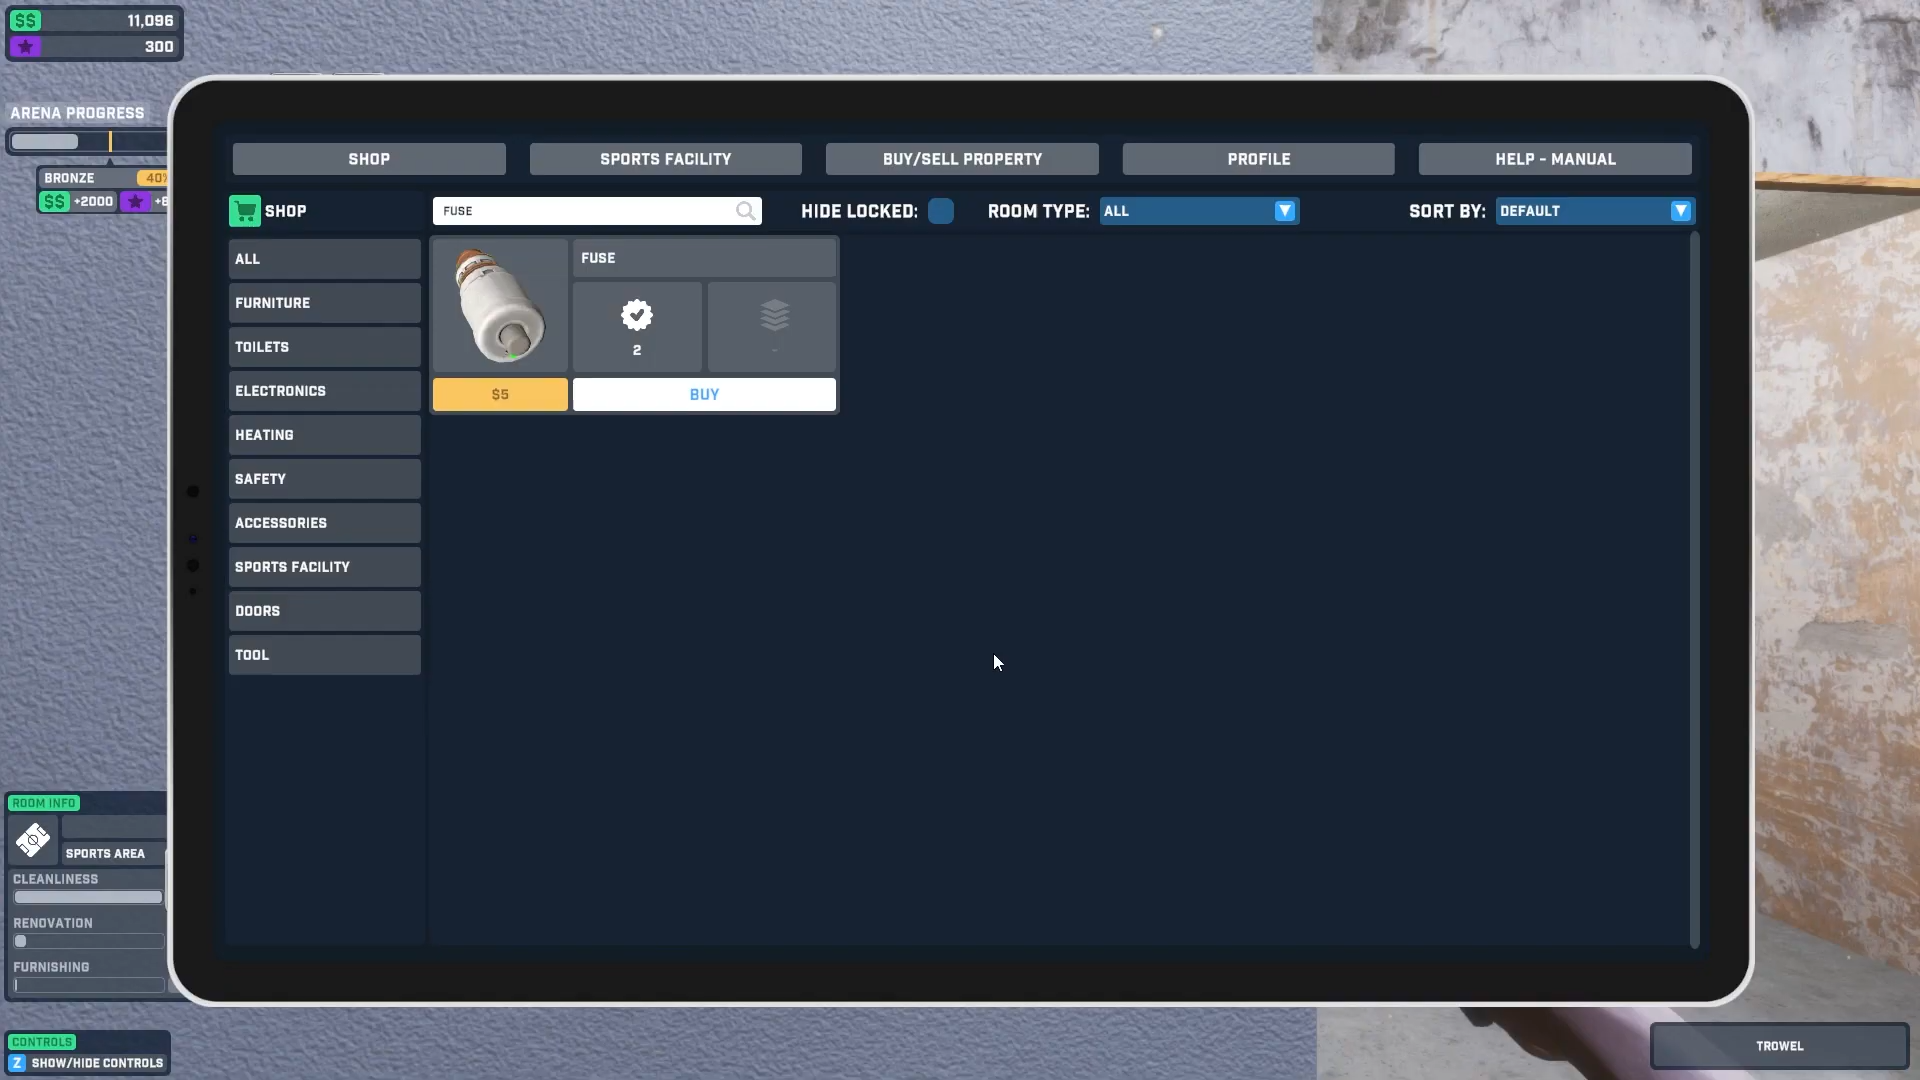 $$ 11,096
300
ARENA PROGRESS
BRONZE 40%
$$ +2000
SHOP SPORTS FACILITY BUY/SELL PROPERTY PROFILE HELP - MANUAL
SHOP FUSE HIDE LOCKED: ROOM TYPE: ALL SORT BY: DEFAULT
ALL
FURNITURE
TOILETS
ELECTRONICS
HEATING
SAFETY
ACCESSORIES
SPORTS FACILITY
DOORS
TOOL
FUSE
2
-
$5 BUY
ROOM INFO
SPORTS AREA
CLEANLINESS
RENOVATION
FURNISHING
CONTROLS
Z SHOW/HIDE CONTROLS
TROWEL